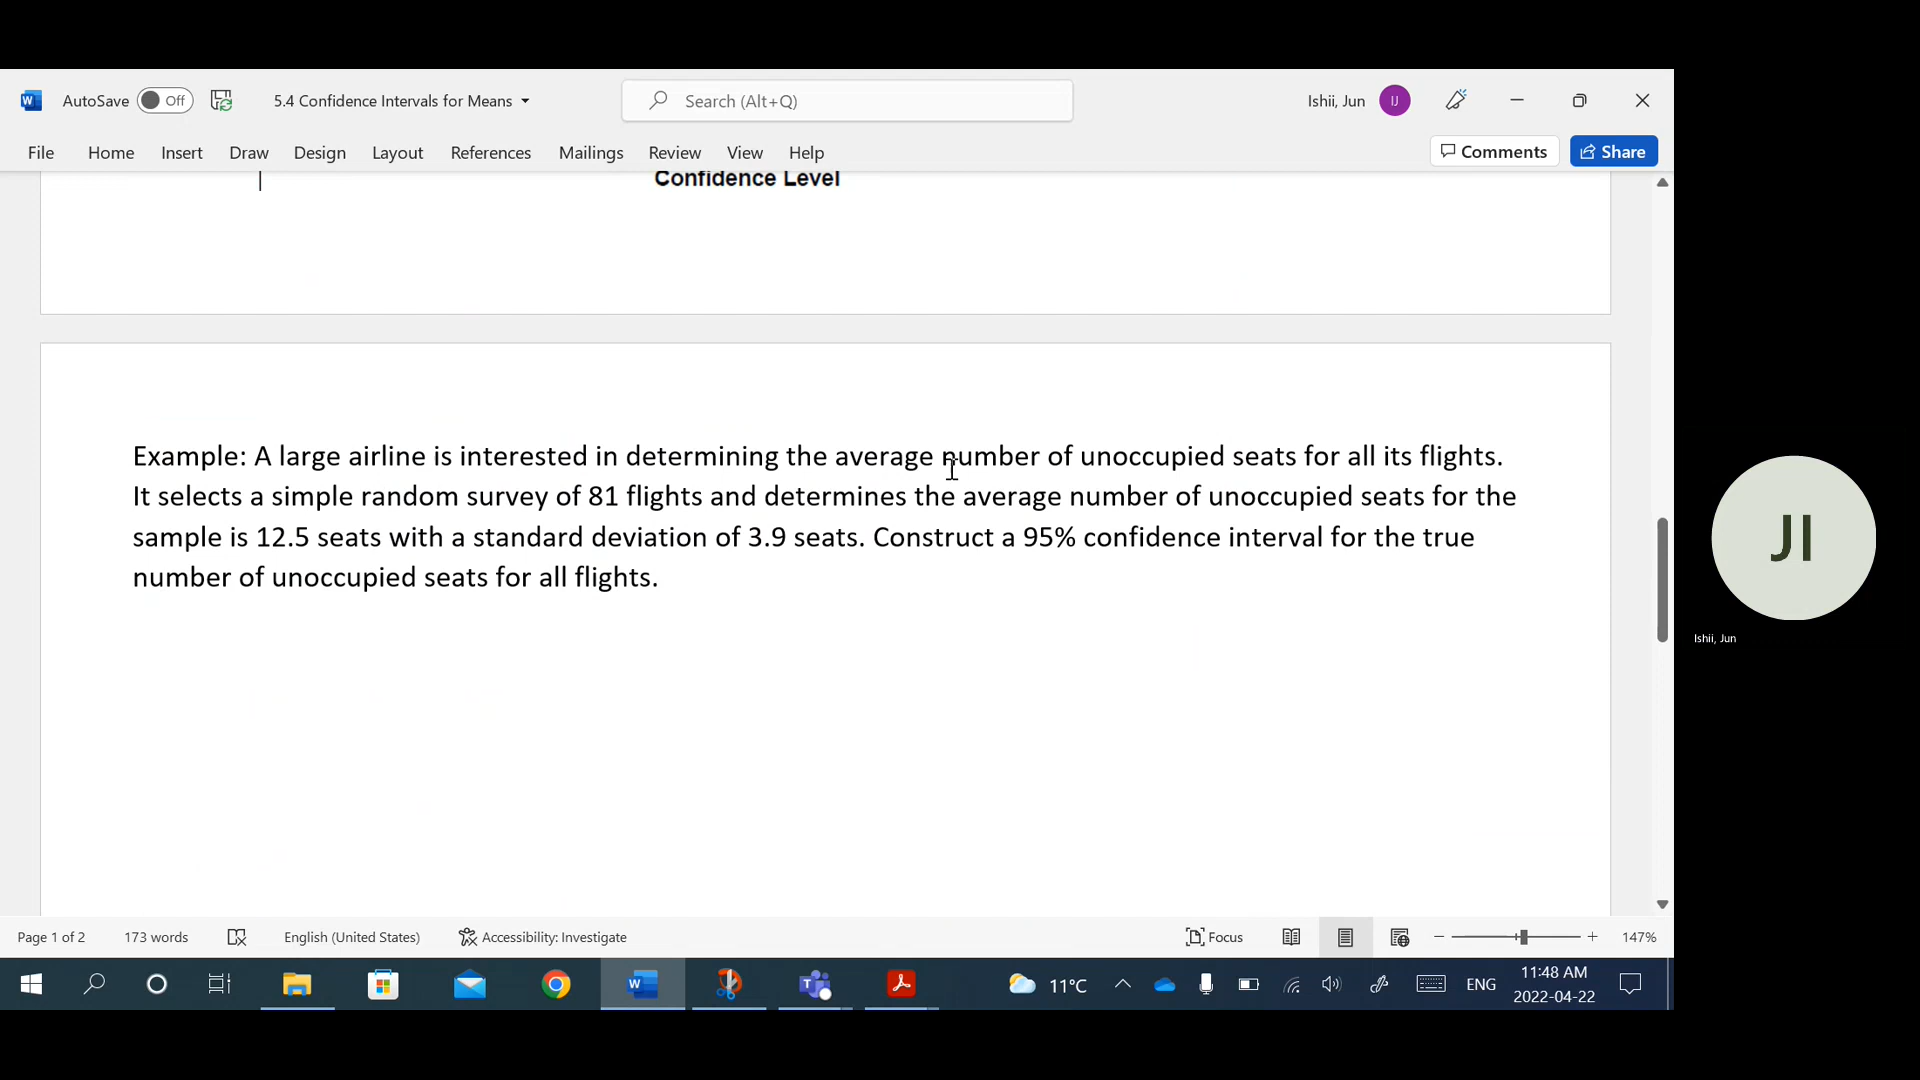 AutoSave Off 5.4 Confidence Intervals for Means Search (Alt+Q) Ishii, Jun IJ
File Home Insert Draw Design Layout References Mailings Review View Help Comments Share
Confidence Level
Example: A large airline is interested in determining the average number of unoccupied seats for all its flights.
It selects a simple random survey of 81 flights and determines the average number of unoccupied seats for the
sample is 12.5 seats with a standard deviation of 3.9 seats. Construct a 95% confidence interval for the true
number of unoccupied seats for all flights.
JI
Ishii, Jun
Page 1 of 2 173 words English (United States) Accessibility: Investigate Focus 147%
11°C ENG 11:48 AM
2022-04-22